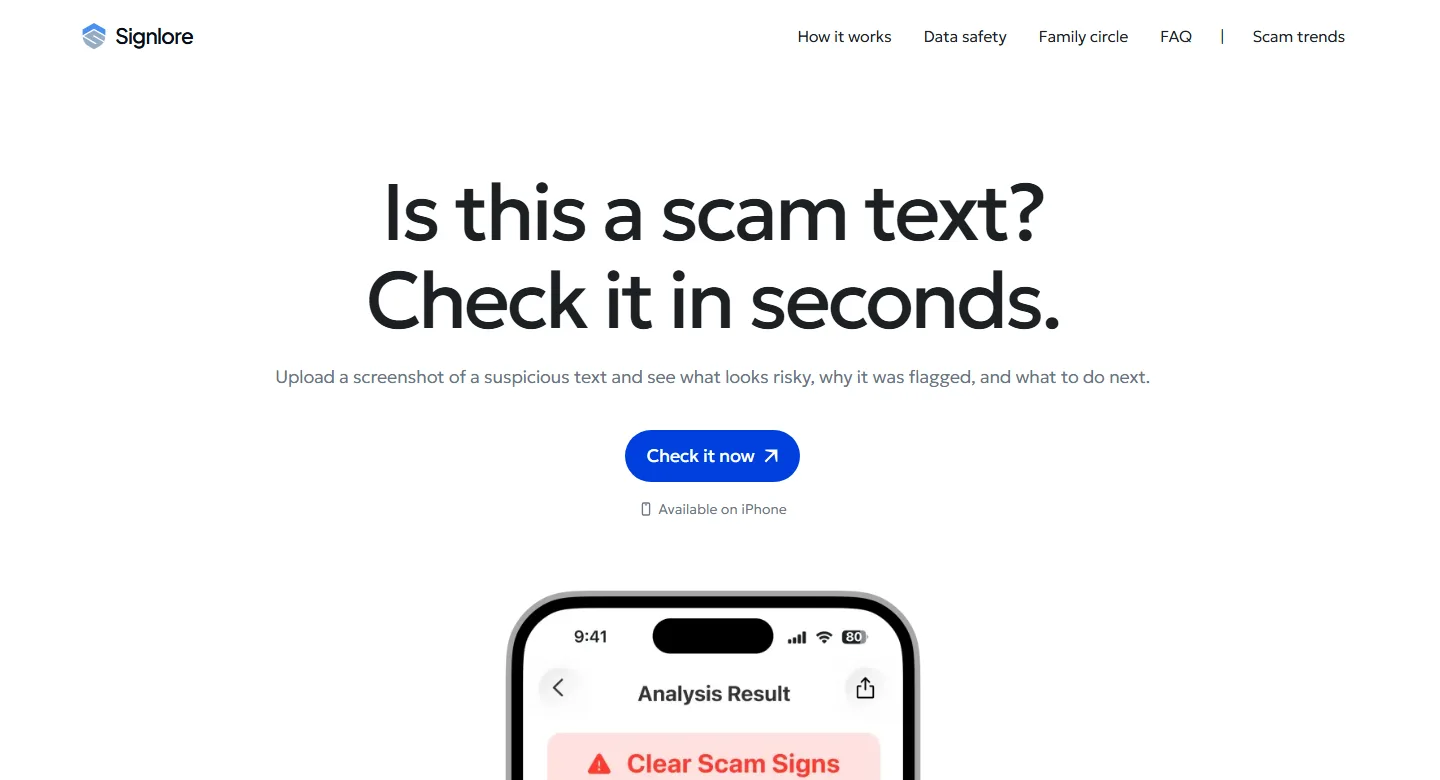 Signlore
How it works
Data safety
Family circle
FAQ
|
Scam trends
Is this a scam text?
Check it in seconds.
Upload a screenshot of a suspicious text and see what looks risky, why it was flagged, and what to do next.
Check it now
Available on iPhone
9:41
80
Analysis Result
Clear Scam Signs